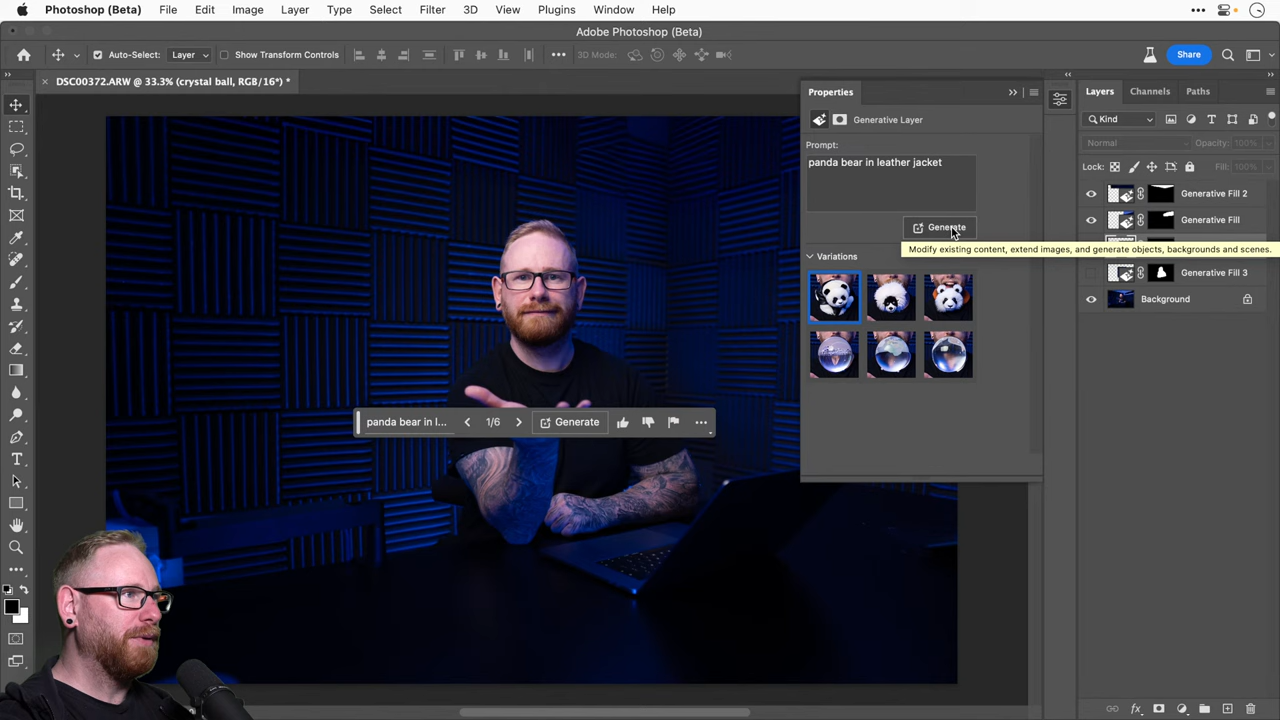 Photoshop (Beta) File Edit Image Layer Type Select Filter 3D View Plugins Window Help
Adobe Photoshop (Beta)
Auto-Select: Layer Show Transform Controls 3D Mode: Share
DSC00372.ARW @ 33.3% (crystal ball, RGB/16*) *
Properties
Generative Layer
Prompt:
panda bear in leather jacket
Generate
Modify existing content, extend images, and generate objects, backgrounds and scenes.
Variations
panda bear in l... 1/6 Generate
Layers Channels Paths
Kind
Normal Opacity: 100%
Lock: Fill: 100%
Generative Fill 2
Generative Fill
Generative Fill 3
Background